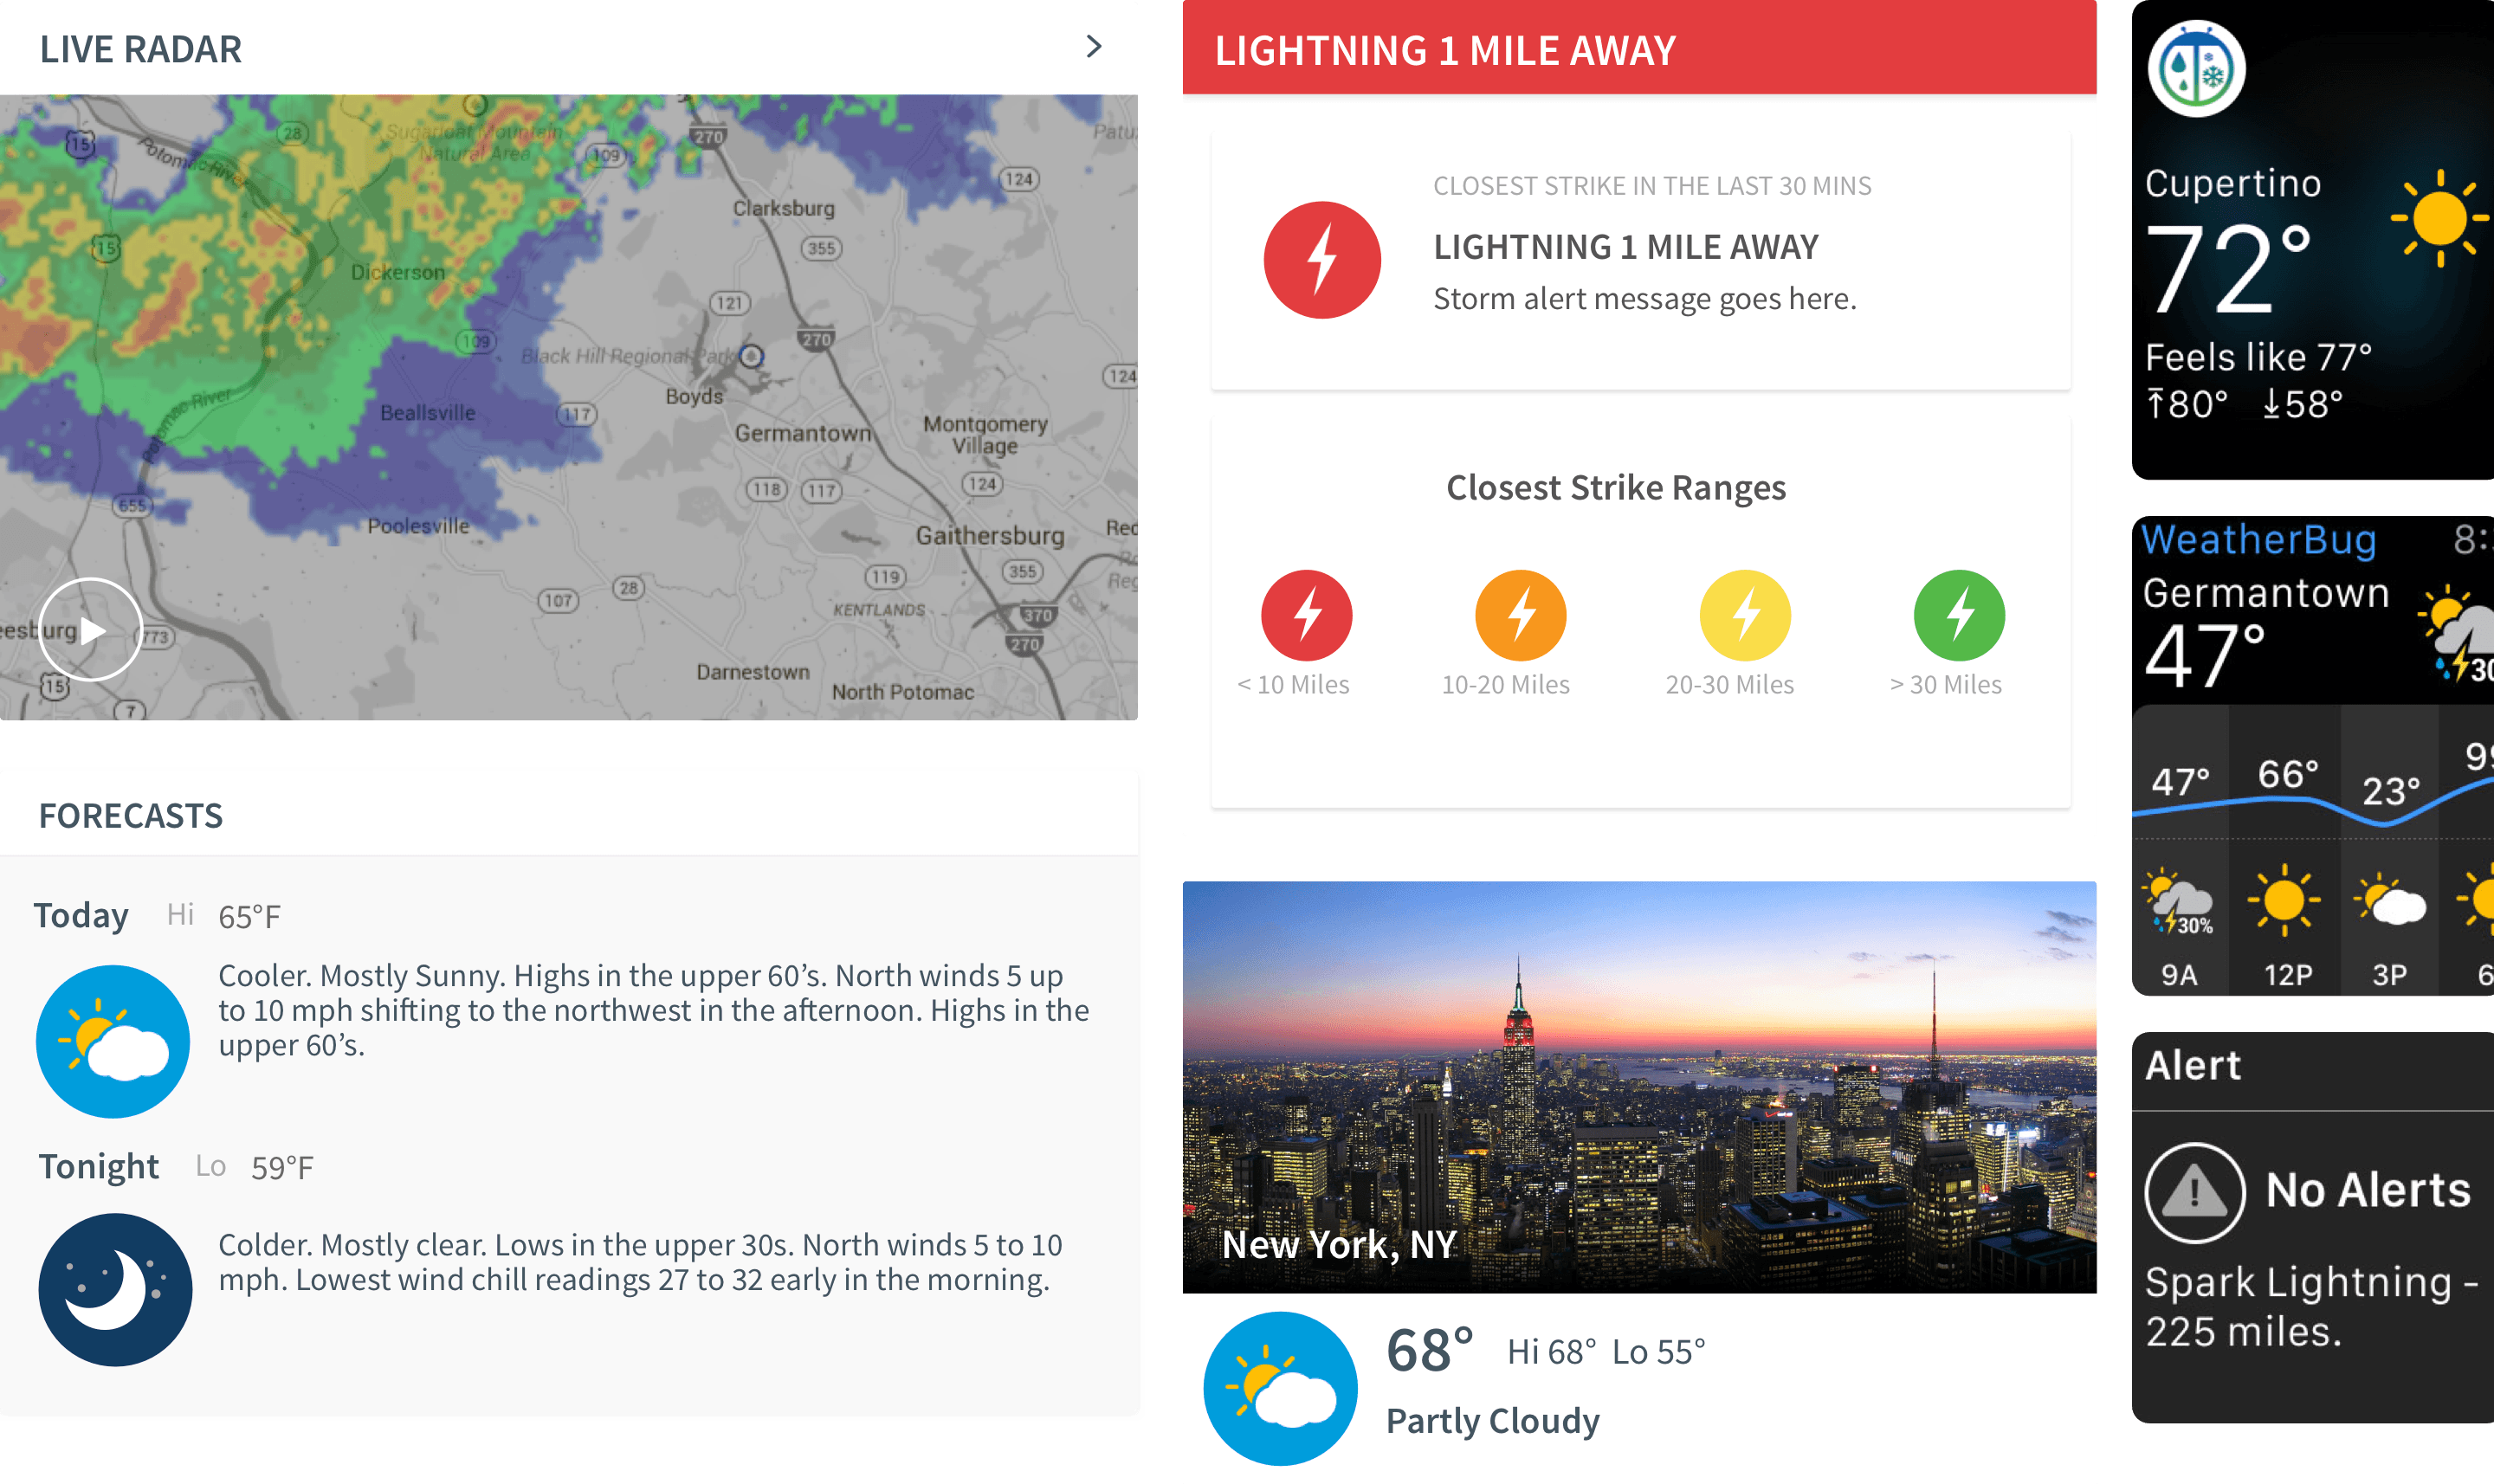 LIVE RADAR
15
Potomac River
28
Sugarloaf Mountain
Natural Area
109
270
124
Clarksburg
355
15
Dickerson
121
109
270
Black Hill Regional Park
124
Potomac River
Boyds
Beallsville
117
Germantown
Montgomery
Village
118
117
124
655
Poolesville
Gaithersburg
119
355
107
28
KENTLANDS
370
773
270
Darnestown
15
North Potomac
7
FORECASTS
Today Hi 65°F
Cooler. Mostly Sunny. Highs in the upper 60’s. North winds 5 up
to 10 mph shifting to the northwest in the afternoon. Highs in the
upper 60’s.
Tonight Lo 59°F
Colder. Mostly clear. Lows in the upper 30s. North winds 5 to 10
mph. Lowest wind chill readings 27 to 32 early in the morning.
LIGHTNING 1 MILE AWAY
CLOSEST STRIKE IN THE LAST 30 MINS
LIGHTNING 1 MILE AWAY
Storm alert message goes here.
Closest Strike Ranges
< 10 Miles 10-20 Miles 20-30 Miles > 30 Miles
New York, NY
68° Hi 68° Lo 55°
Partly Cloudy
Cupertino
72°
Feels like 77°
↑80° ↓58°
WeatherBug 8:
Germantown
47°
47° 66° 23°
30%
9A 12P 3P
Alert
No Alerts
Spark Lightning -
225 miles.